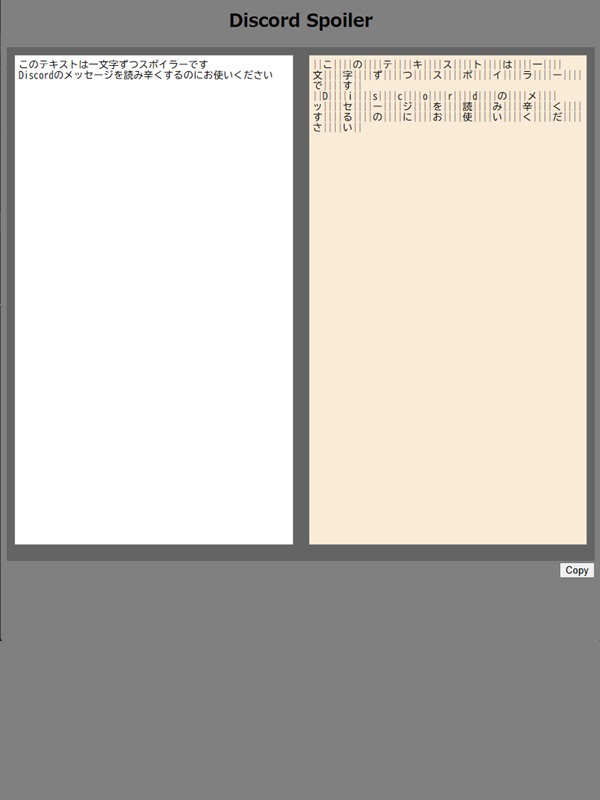 Discord Spoiler
このテキストは一文字ずつスポイラーです
Discordのメッセージを読み辛くするのにお使いください
||こ||||の||||テ||||キ||||ス||||ト||||は||||一||||
文||||字||||ず||||つ||||ス||||ポ||||イ||||ラ||||ー||||
で||||す||
||D||||i||||s||||c||||o||||r||||d||||の||||メ||||
ッ||||セ||||ー||||ジ||||を||||読||||み||||辛||||く||||
す||||る||||の||||に||||お||||使||||い||||く||||だ||||
さ||||い||
Copy